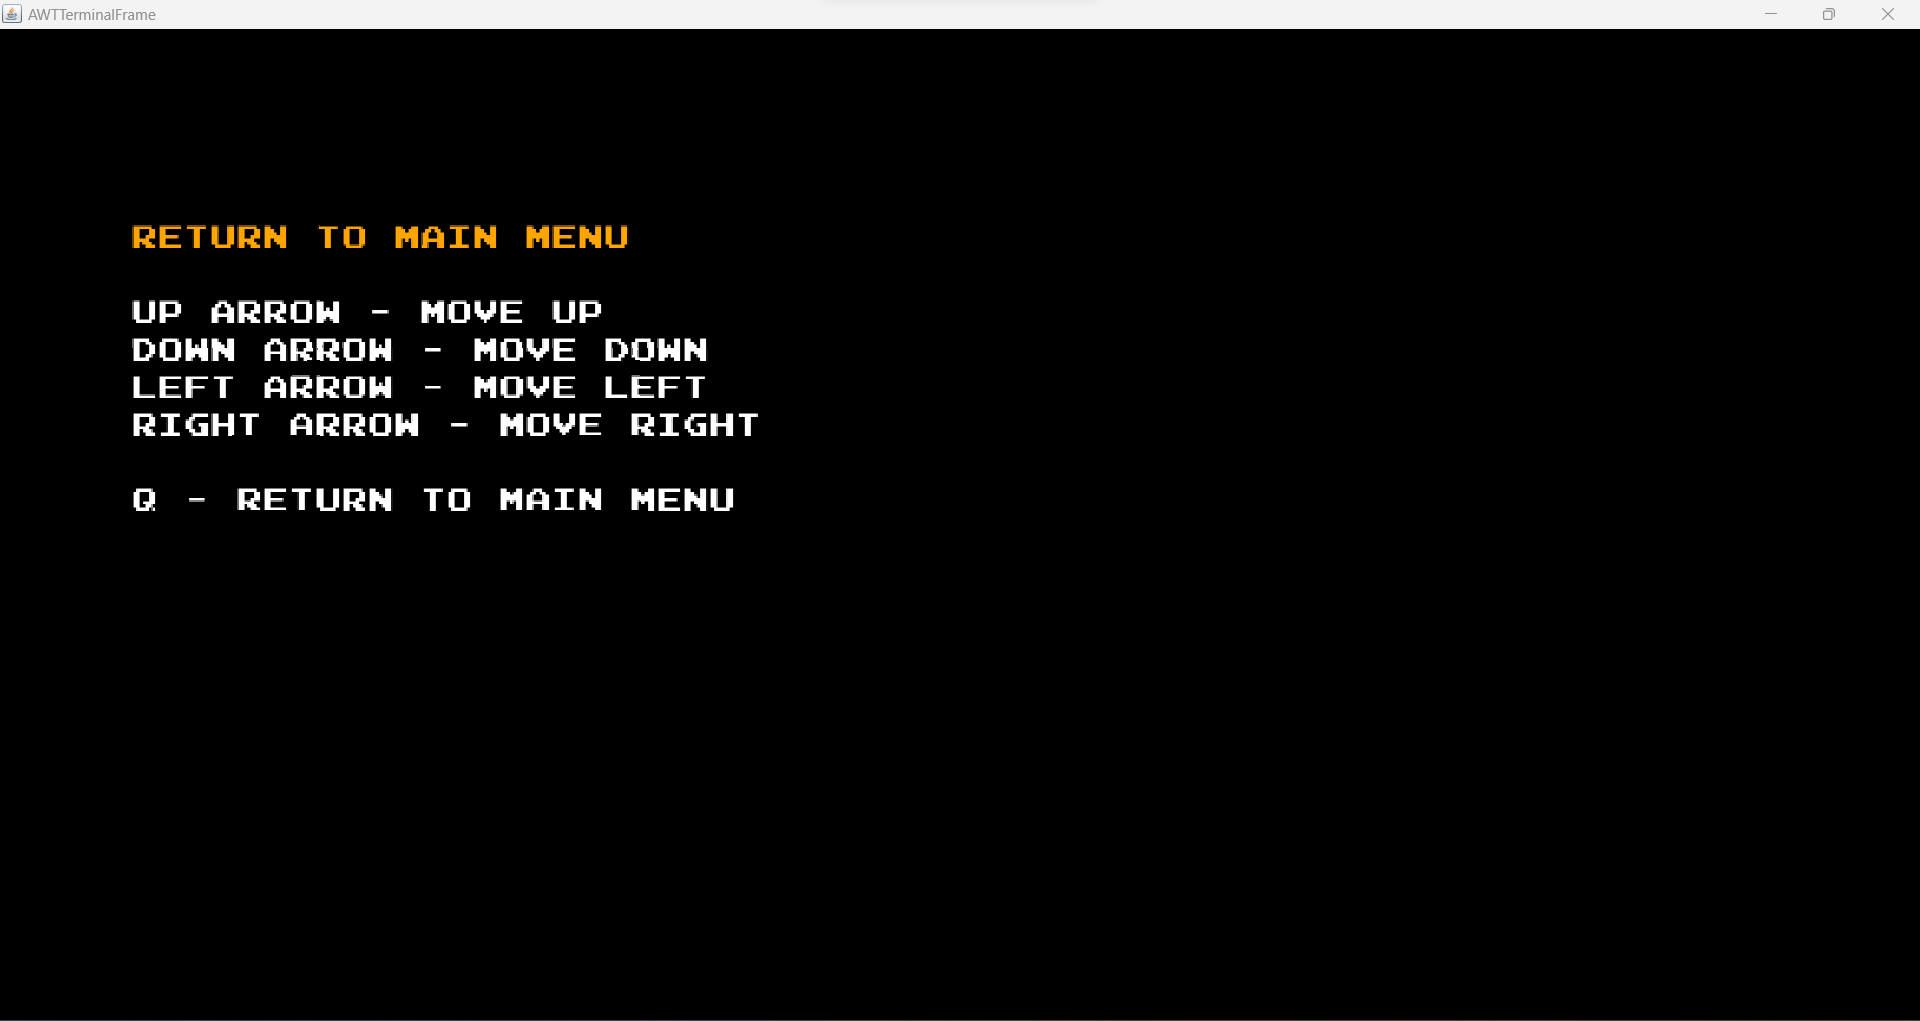 AWTTerminalFrame
RETURN TO MAIN MENU
UP ARROW - MOVE UP
DOWN ARROW - MOVE DOWN
LEFT ARROW - MOVE LEFT
RIGHT ARROW - MOVE RIGHT
Q - RETURN TO MAIN MENU